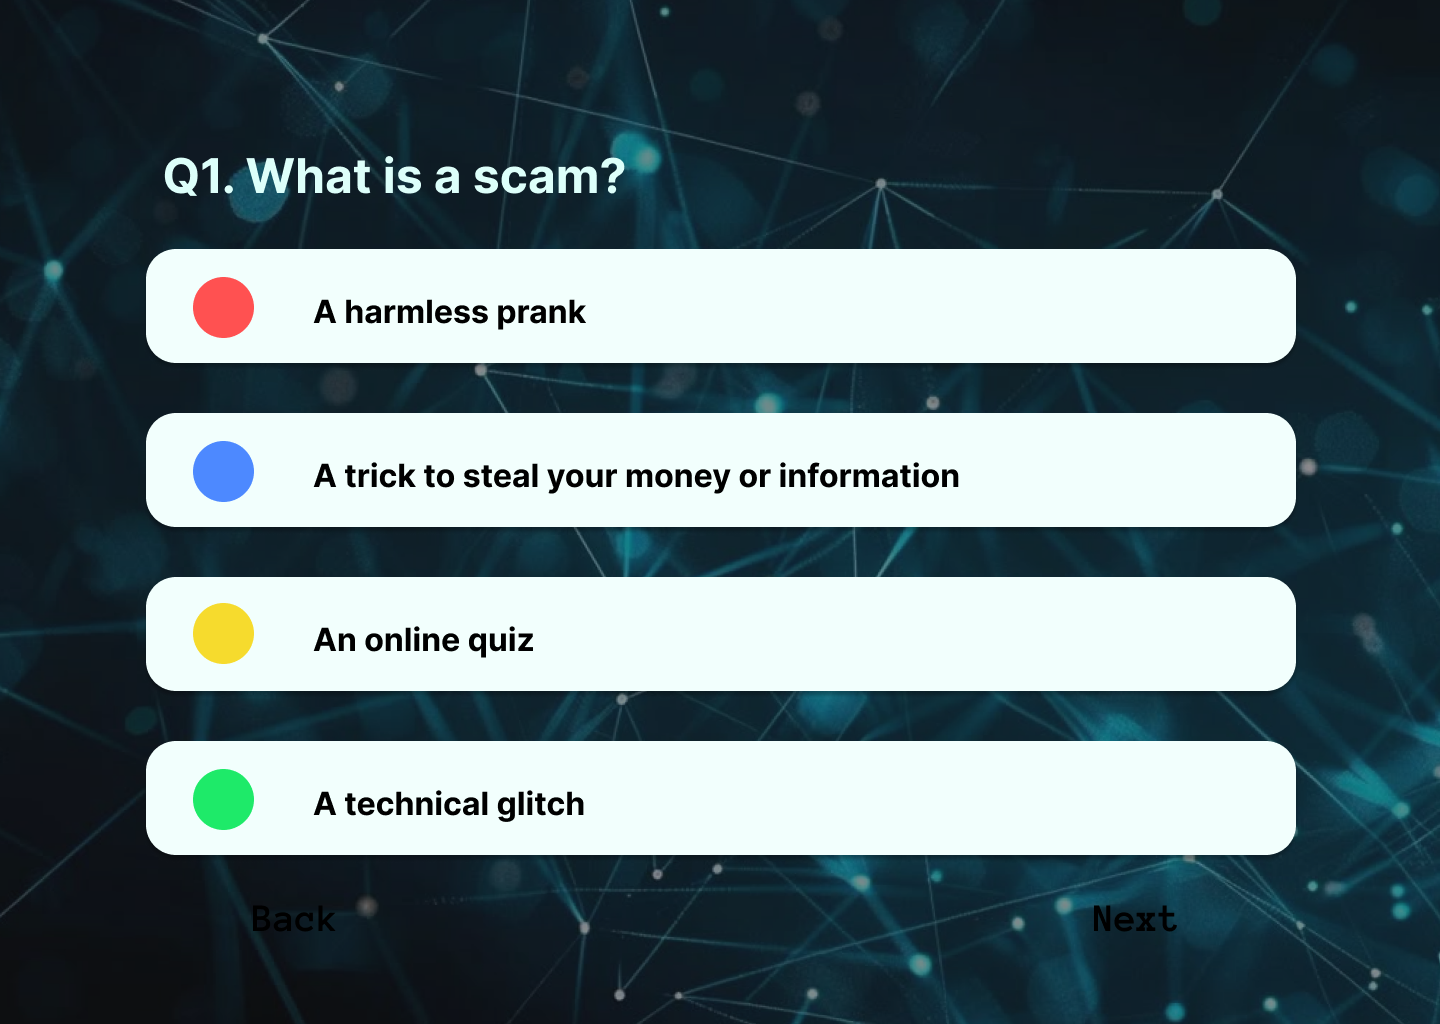 Q1. What is a scam?
A harmless prank
A trick to steal your money or information
An online quiz
A technical glitch
Back
Next